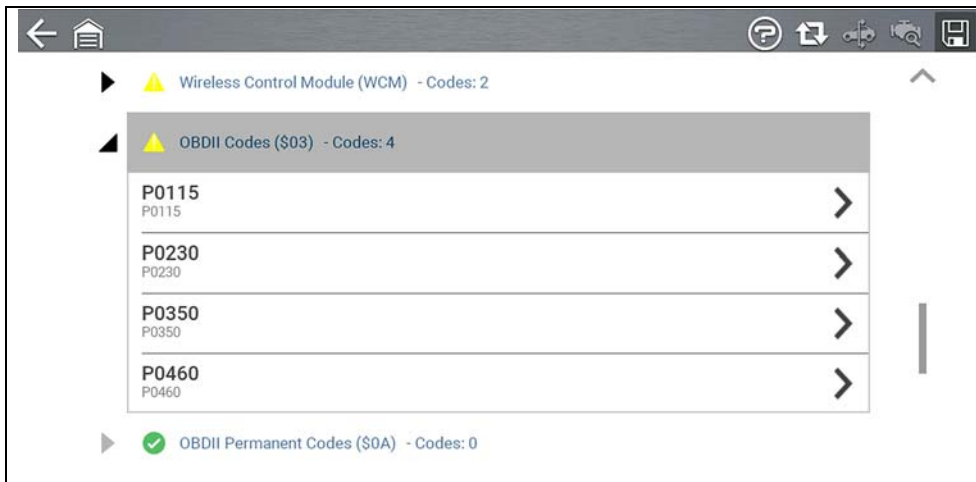 Wireless Control Module (WCM) - Codes: 2
OBDII Codes ($03) - Codes: 4
P0115
P0115
P0230
P0230
P0350
P0350
P0460
P0460
OBDII Permanent Codes ($0A) - Codes: 0